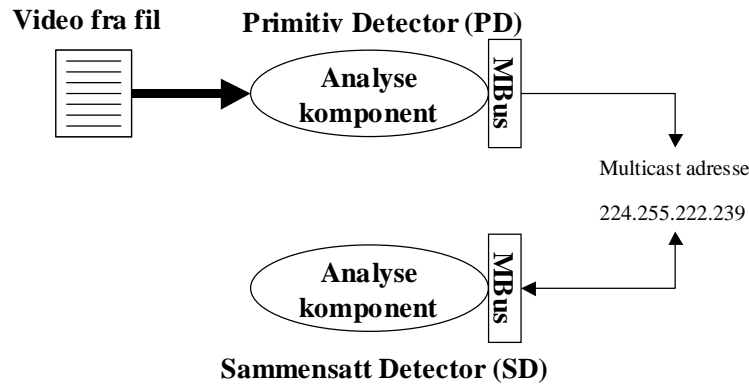 Video fra fil
Primitiv Detector (PD)
Analyse
komponent
MBus
Multicast adresse
224.255.222.239
Analyse
komponent
MBus
Sammensatt Detector (SD)